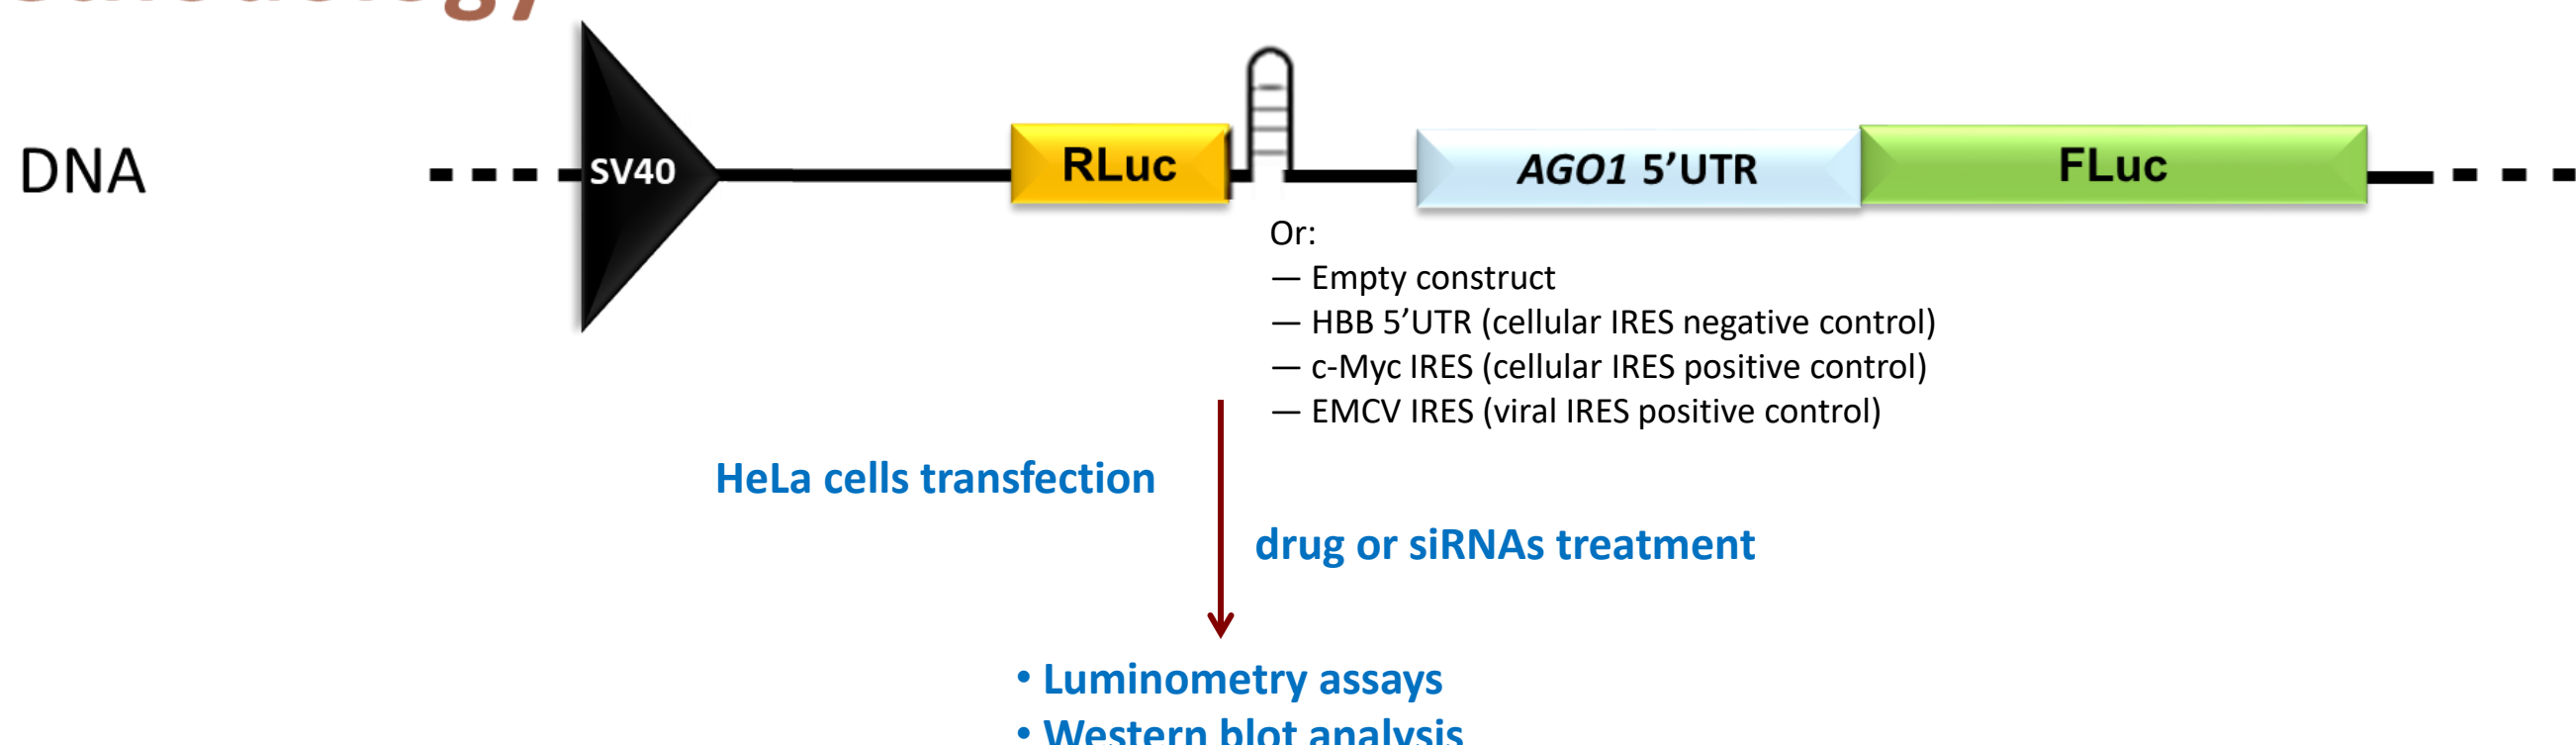 DNA
SV40
RLuc
AGO1 5’UTR
FLuc
Or:
— Empty construct
— HBB 5’UTR (cellular IRES negative control)
— c-Myc IRES (cellular IRES positive control)
— EMCV IRES (viral IRES positive control)
HeLa cells transfection
drug or siRNAs treatment
• Luminometry assays
• Western blot analysis